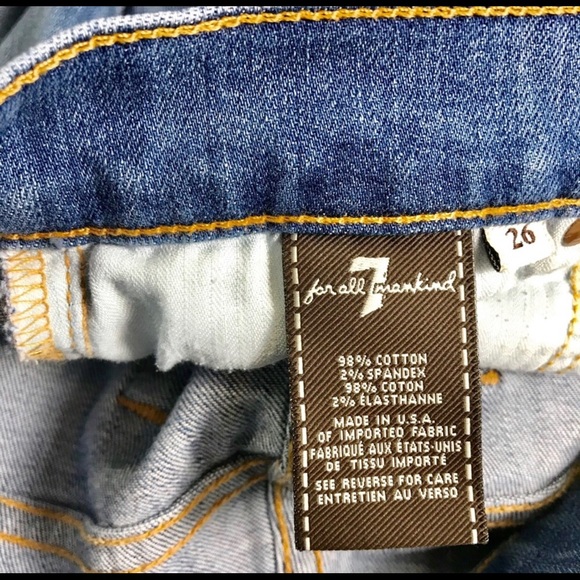 7
for all mankind
98% COTTON
2% SPANDEX
98% COTON
2% ÉLASTHANNE
MADE IN U.S.A.
OF IMPORTED FABRIC
FABRIQUÉ AUX ÉTATS-UNIS
DE TISSU IMPORTÉ
SEE REVERSE FOR CARE
ENTRETIEN AU VERSO
26